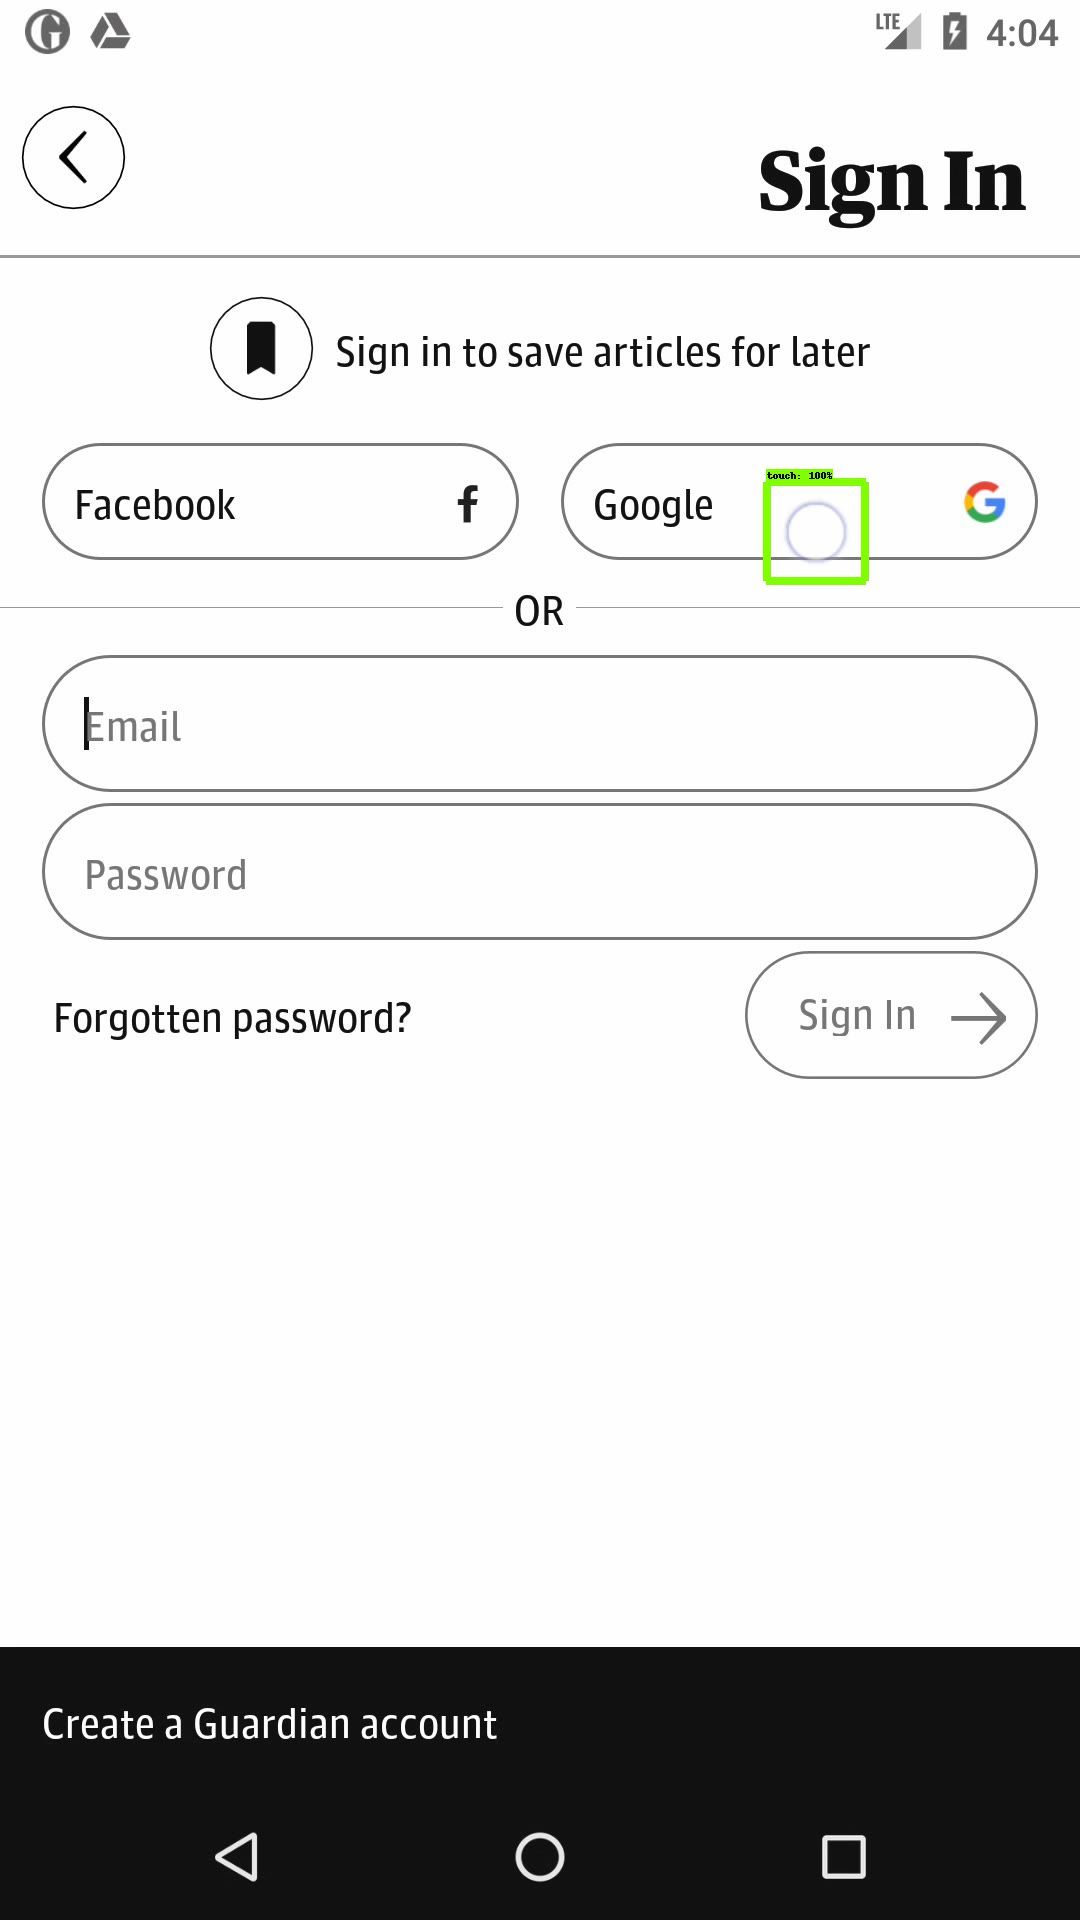 LTE 4:04
Sign In
Sign in to save articles for later
Facebook
Google
touch: 100%
OR
Email
Password
Forgotten password?
Sign In
Create a Guardian account